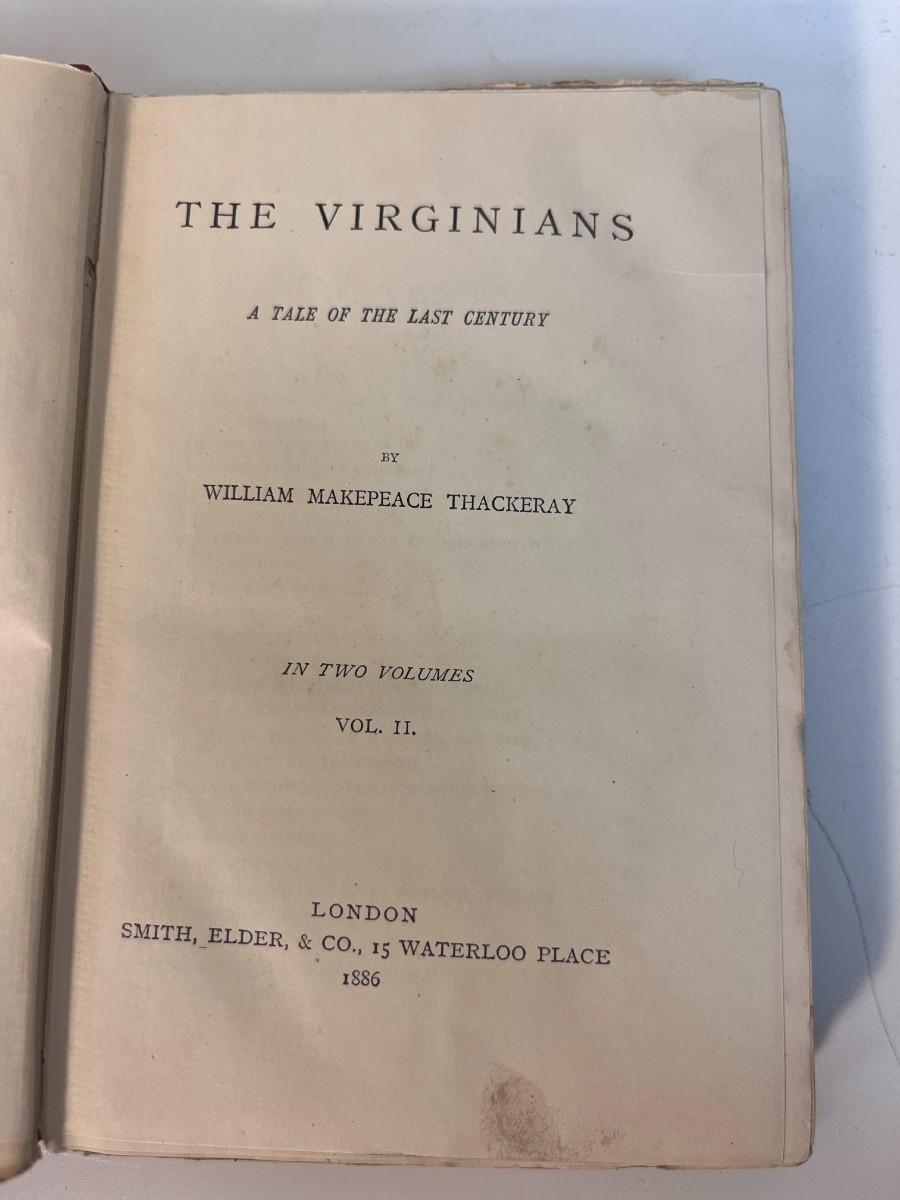 THE VIRGINIANS
A TALE OF THE LAST CENTURY
BY
WILLIAM MAKEPEACE THACKERAY
IN TWO VOLUMES
VOL. II.
LONDON
SMITH, ELDER, & CO., 15 WATERLOO PLACE
1886